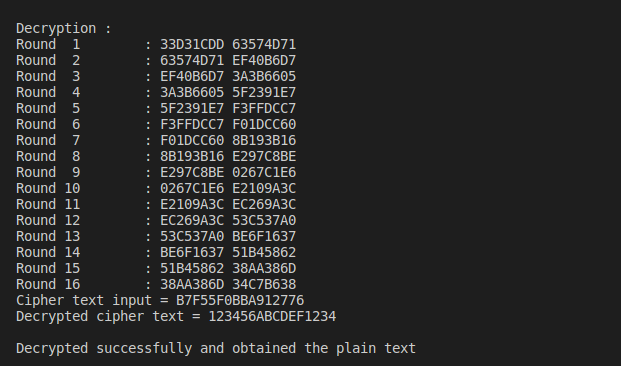 Decryption :
Round  1        : 33D31CDD 63574D71
Round  2        : 63574D71 EF40B6D7
Round  3        : EF40B6D7 3A3B6605
Round  4        : 3A3B6605 5F2391E7
Round  5        : 5F2391E7 F3FFDCC7
Round  6        : F3FFDCC7 F01DCC60
Round  7        : F01DCC60 8B193B16
Round  8        : 8B193B16 E297C8BE
Round  9        : E297C8BE 0267C1E6
Round 10        : 0267C1E6 E2109A3C
Round 11        : E2109A3C EC269A3C
Round 12        : EC269A3C 53C537A0
Round 13        : 53C537A0 BE6F1637
Round 14        : BE6F1637 51B45862
Round 15        : 51B45862 38AA386D
Round 16        : 38AA386D 34C7B638
Cipher text input = B7F55F0BBA912776
Decrypted cipher text = 123456ABCDEF1234
Decrypted successfully and obtained the plain text